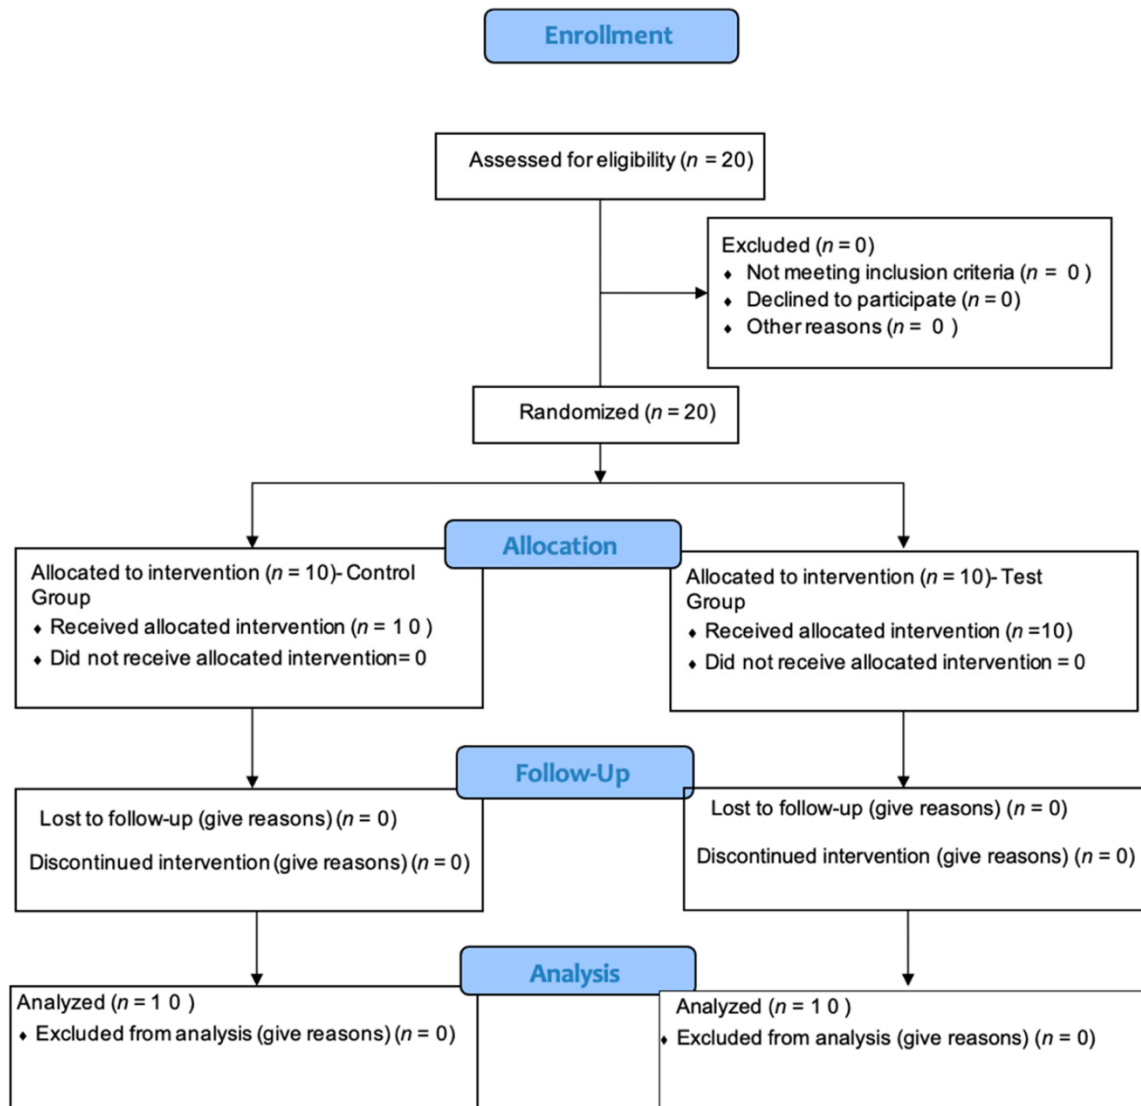 Enrollment
Assessed for eligibility (n = 20)
Excluded (n = 0)
⬧ Not meeting inclusion criteria (n = 0 )
⬧ Declined to participate (n = 0)
⬧ Other reasons (n = 0 )
Randomized (n = 20)
Allocation
Allocated to intervention (n = 10)- Control
Group
⬧ Received allocated intervention (n = 1 0 )
⬧ Did not receive allocated intervention= 0
Allocated to intervention (n = 10)- Test
Group
⬧ Received allocated intervention (n =10)
⬧ Did not receive allocated intervention = 0
Follow-Up
Lost to follow-up (give reasons) (n = 0)
Discontinued intervention (give reasons) (n = 0)
Lost to follow-up (give reasons) (n = 0)
Discontinued intervention (give reasons) (n = 0)
Analysis
Analyzed (n = 1 0 )
⬧ Excluded from analysis (give reasons) (n = 0)
Analyzed (n = 1 0 )
⬧ Excluded from analysis (give reasons) (n = 0)